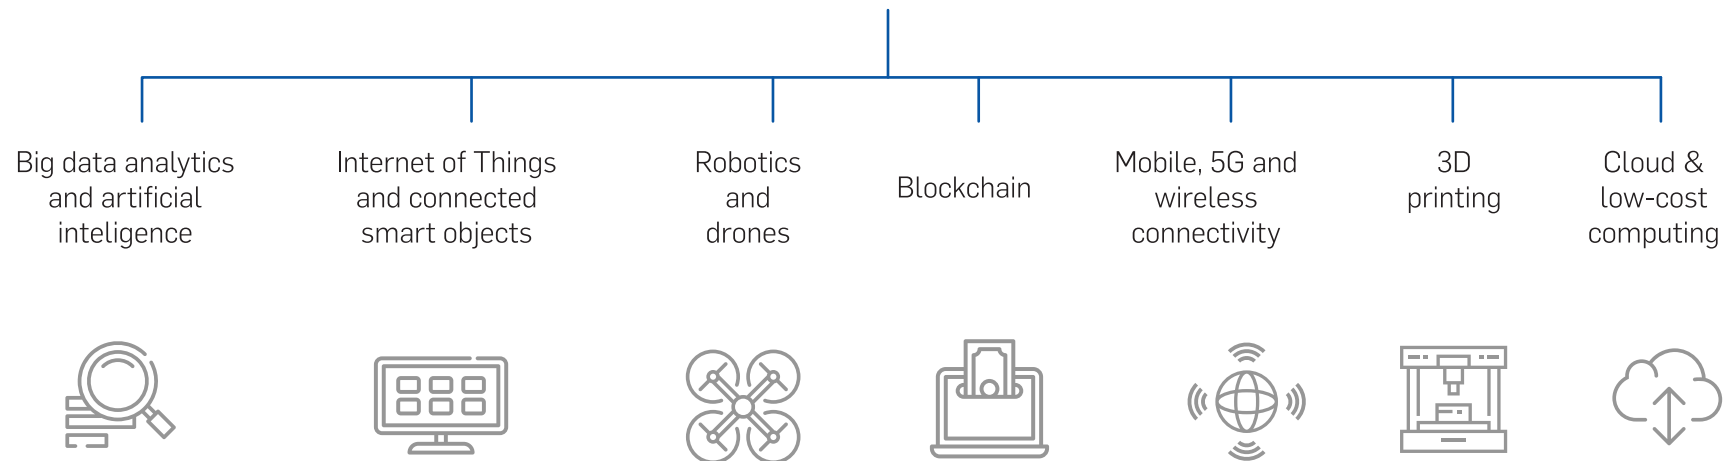 Big data analytics
and artificial
inteligence
Internet of Things
and connected
smart objects
Robotics
and
drones
Blockchain
Mobile, 5G and
wireless
connectivity
3D
printing
Cloud &
low-cost
computing